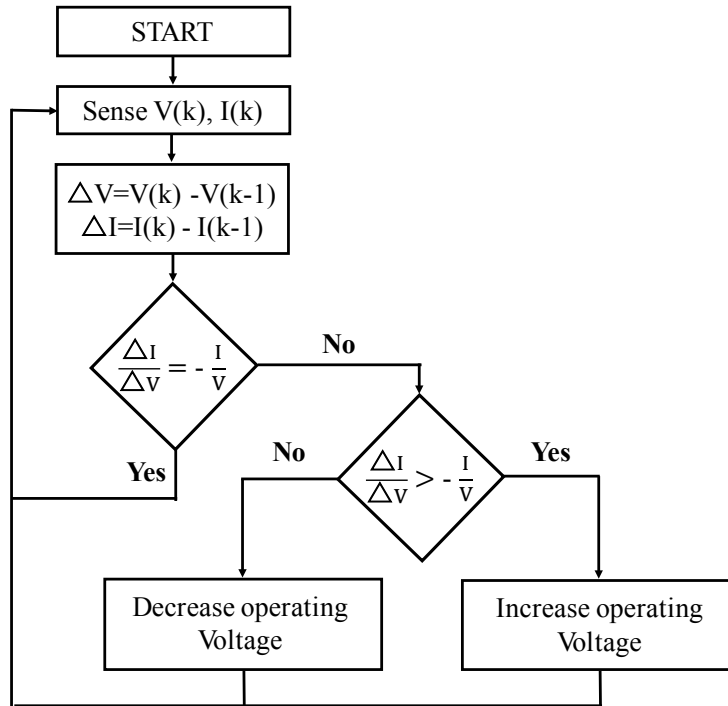 START
Sense V(k), I(k)
△V=V(k) -V(k-1)
△I=I(k) - I(k-1)
△I/△V = - I/V
No
Yes
No
△I/△V > - I/V
Yes
Decrease operating
Voltage
Increase operating
Voltage